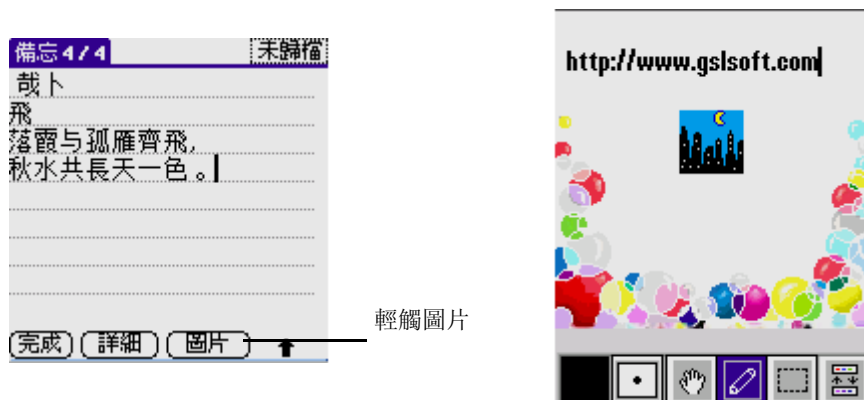 備忘 4 / 4
未歸檔
哉卜
飛
落霞与孤雁齊飛,
秋水共長天一色。
完成
詳細
圖片
輕觸圖片
http://www.gslsoft.com